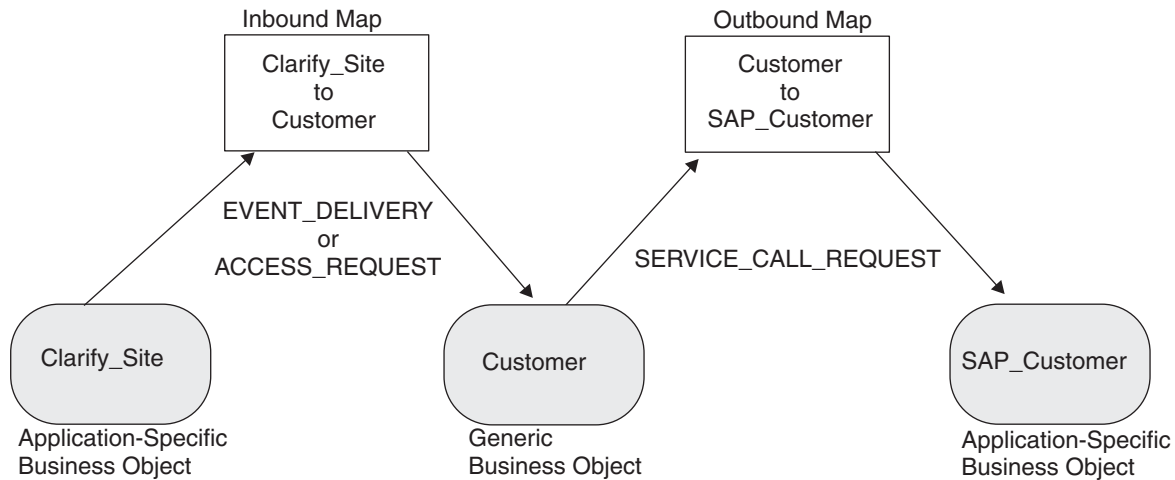 Inbound Map
Clarify_Site
to
Customer
Outbound Map
Customer
to
SAP_Customer
EVENT_DELIVERY
or
ACCESS_REQUEST
SERVICE_CALL_REQUEST
Clarify_Site
Application-Specific
Business Object
Customer
Generic
Business Object
SAP_Customer
Application-Specific
Business Object